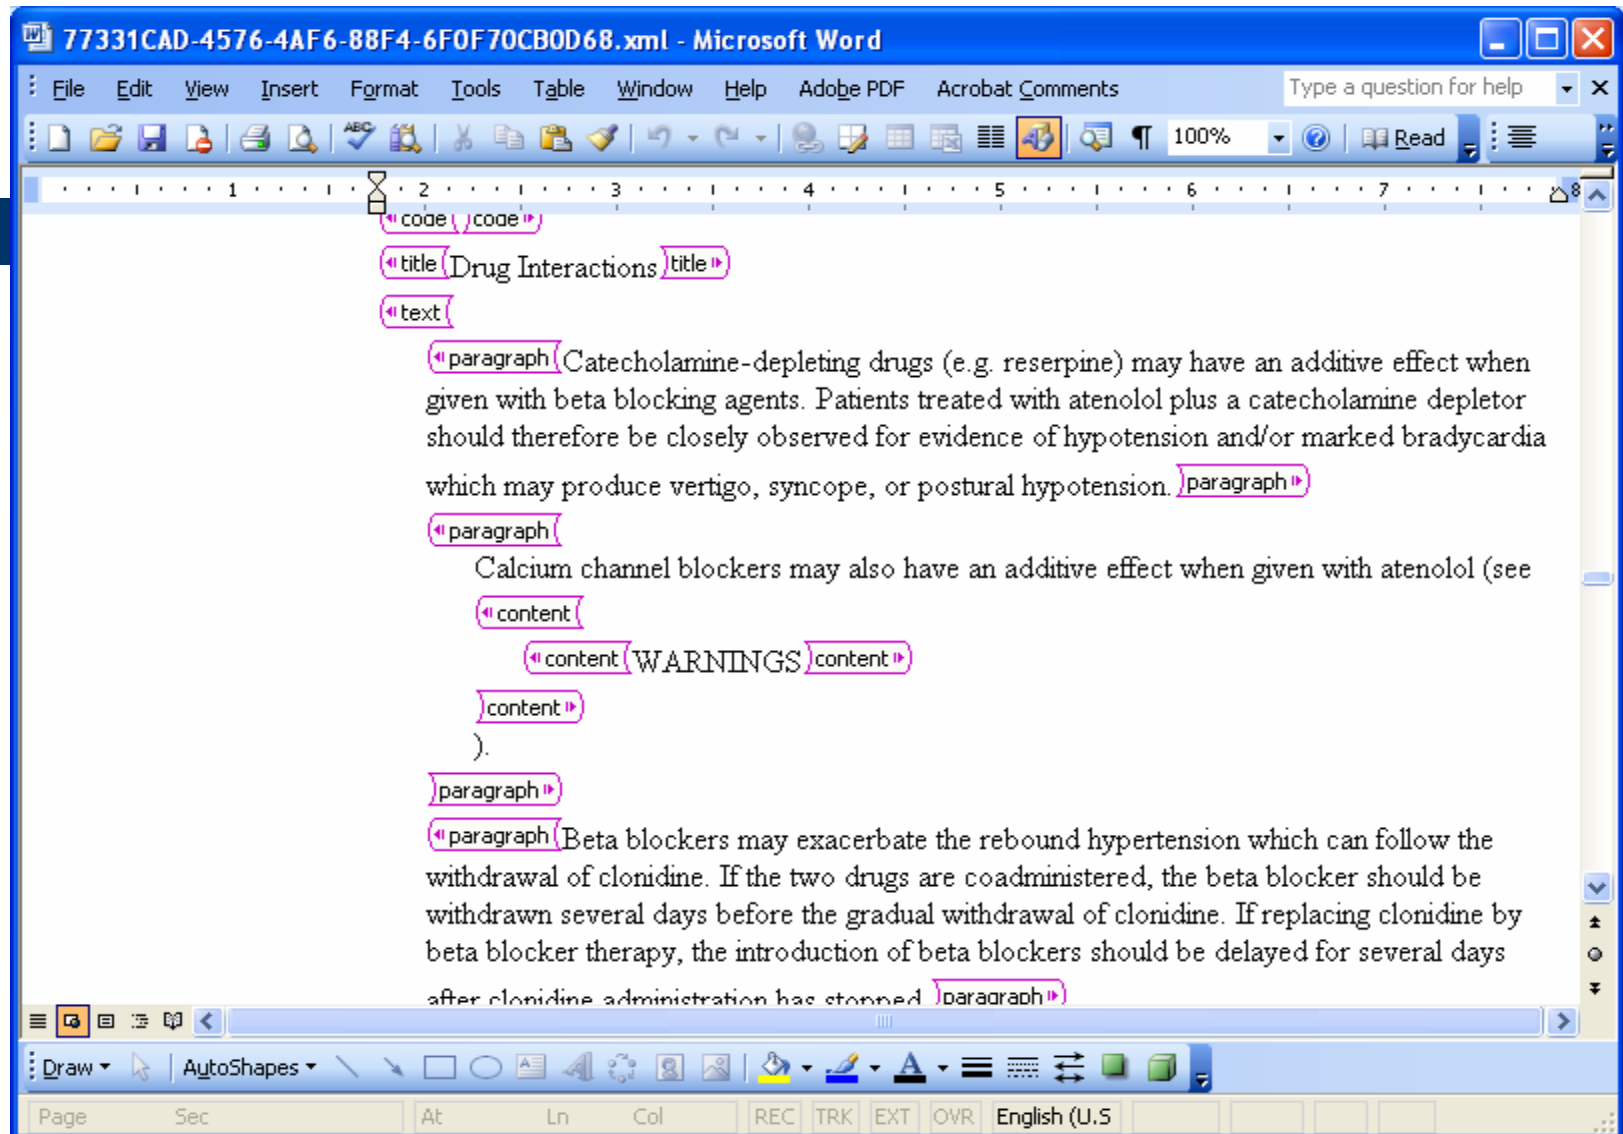 77331CAD-4576-4AF6-88F4-6F0F70CB0D68.xml - Microsoft Word
File Edit View Insert Format Tools Table Window Help Adobe PDF Acrobat Comments Type a question for help
ABC 100% Read
1 2 3 4 5 6 7 8
code code
title Drug Interactions title
text
paragraph Catecholamine-depleting drugs (e.g. reserpine) may have an additive effect when
given with beta blocking agents. Patients treated with atenolol plus a catecholamine depletor
should therefore be closely observed for evidence of hypotension and/or marked bradycardia
which may produce vertigo, syncope, or postural hypotension. paragraph
paragraph
Calcium channel blockers may also have an additive effect when given with atenolol (see
content
content WARNINGS content
content
).
paragraph
paragraph Beta blockers may exacerbate the rebound hypertension which can follow the
withdrawal of clonidine. If the two drugs are coadministered, the beta blocker should be
withdrawn several days before the gradual withdrawal of clonidine. If replacing clonidine by
beta blocker therapy, the introduction of beta blockers should be delayed for several days
after clonidine administration has stopped. paragraph
Draw AutoShapes
Page Sec At Ln Col REC TRK EXT OVR English (U.S